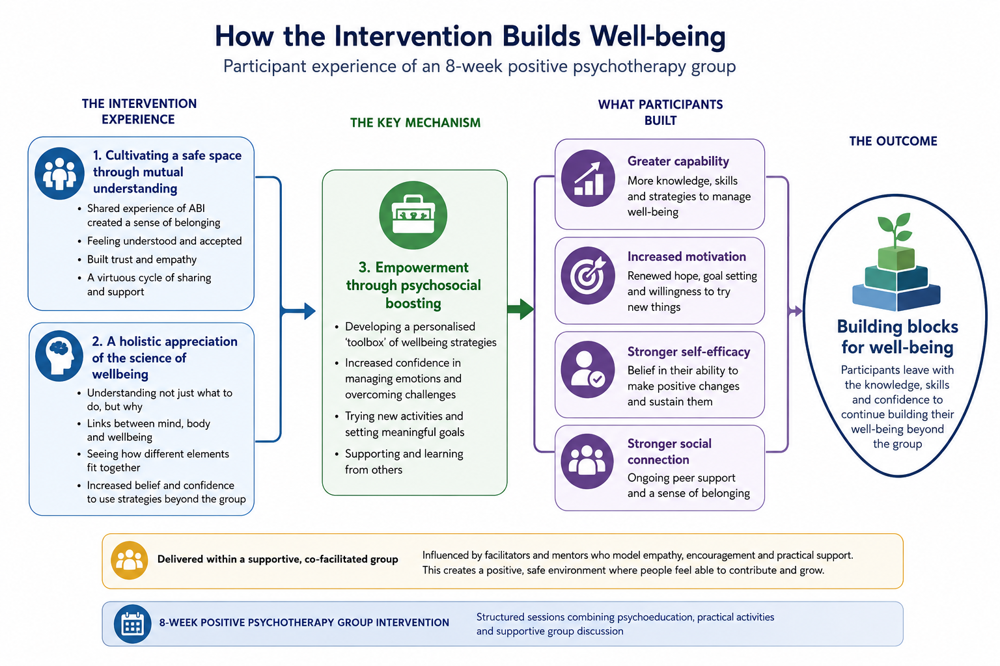 How the Intervention Builds Well-being
Participant experience of an 8-week positive psychotherapy group
THE INTERVENTION
EXPERIENCE
1. Cultivating a safe space
through mutual
understanding
• Shared experience of ABI
created a sense of belonging
• Feeling understood and accepted
• Built trust and empathy
• A virtuous cycle of sharing
and support
2. A holistic appreciation
of the science of
wellbeing
• Understanding not just what to
do, but why
• Links between mind, body
and wellbeing
• Seeing how different elements
fit together
• Increased belief and confidence
to use strategies beyond the group
THE KEY MECHANISM
3. Empowerment
through psychosocial
boosting
• Developing a personalised
'toolbox' of wellbeing strategies
• Increased confidence in
managing emotions and
overcoming challenges
• Trying new activities and
setting meaningful goals
• Supporting and learning
from others
WHAT PARTICIPANTS
BUILT
Greater capability
More knowledge, skills
and strategies to manage
well-being
Increased motivation
Renewed hope, goal setting
and willingness to try
new things
Stronger self-efficacy
Belief in their ability to
make positive changes
and sustain them
Stronger social
connection
Ongoing peer support
and a sense of belonging
THE OUTCOME
Building blocks
for well-being
Participants leave with
the knowledge, skills
and confidence to
continue building their
well-being beyond
the group
Delivered within a supportive, co-facilitated group
Influenced by facilitators and mentors who model empathy, encouragement and practical support.
This creates a positive, safe environment where people feel able to contribute and grow.
8-WEEK POSITIVE PSYCHOTHERAPY GROUP INTERVENTION
Structured sessions combining psychoeducation, practical activities
and supportive group discussion